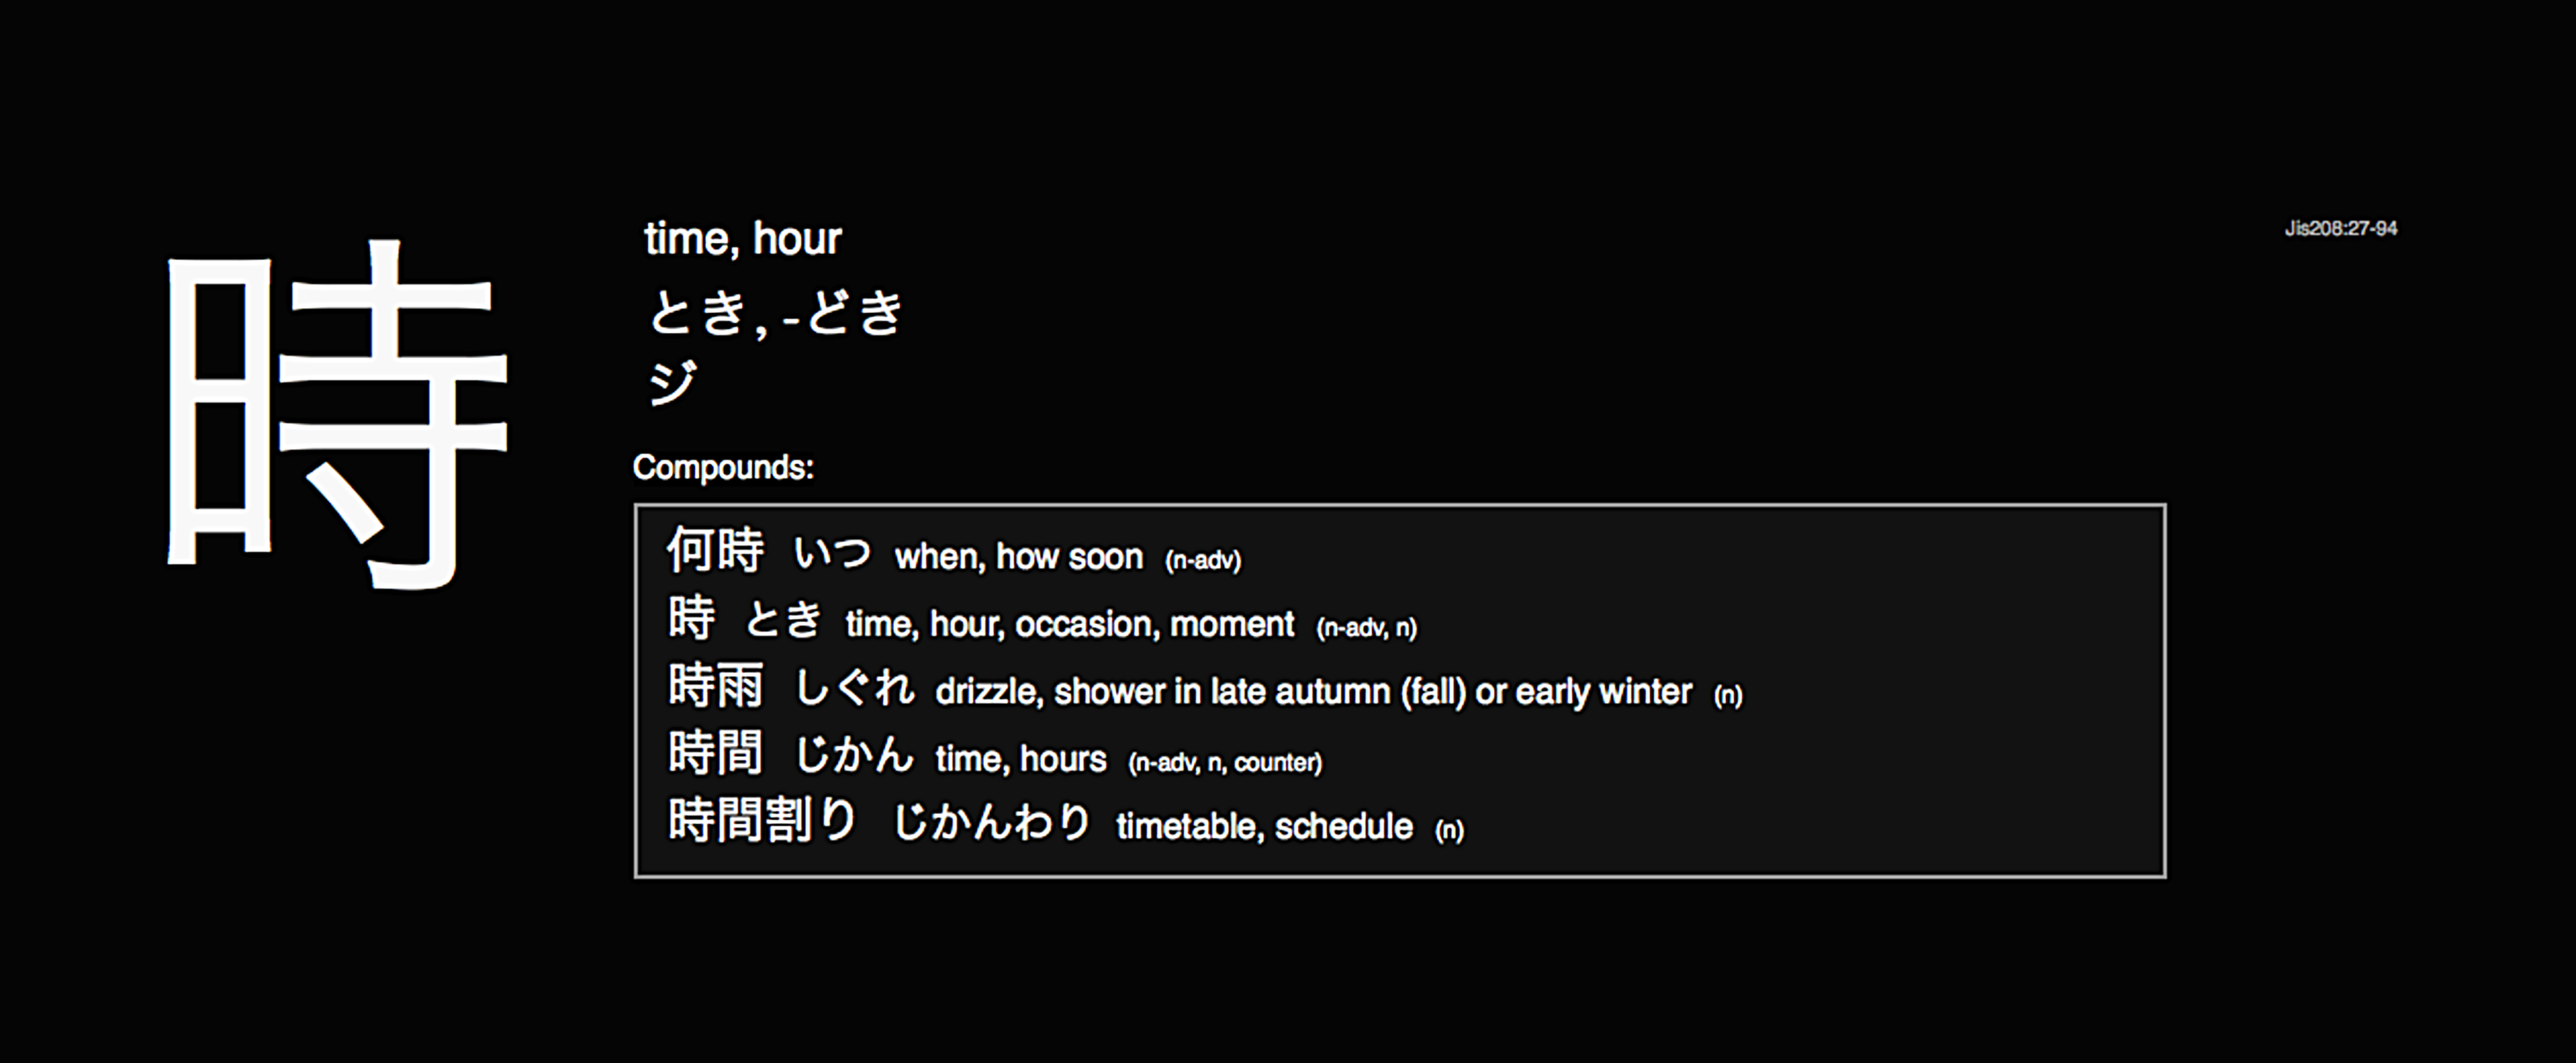 時
time, hour
とき, -どき
ジ
Jis208:27-94
Compounds:
何時 いつ when, how soon (n-adv)
時 とき time, hour, occasion, moment (n-adv, n)
時雨 しぐれ drizzle, shower in late autumn (fall) or early winter (n)
時間 じかん time, hours (n-adv, n, counter)
時間割り じかんわり timetable, schedule (n)